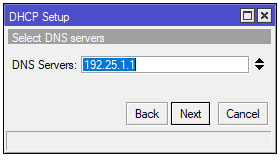 DHCP Setup
Select DNS servers
DNS Servers: 192.25.1.1
Back Next Cancel